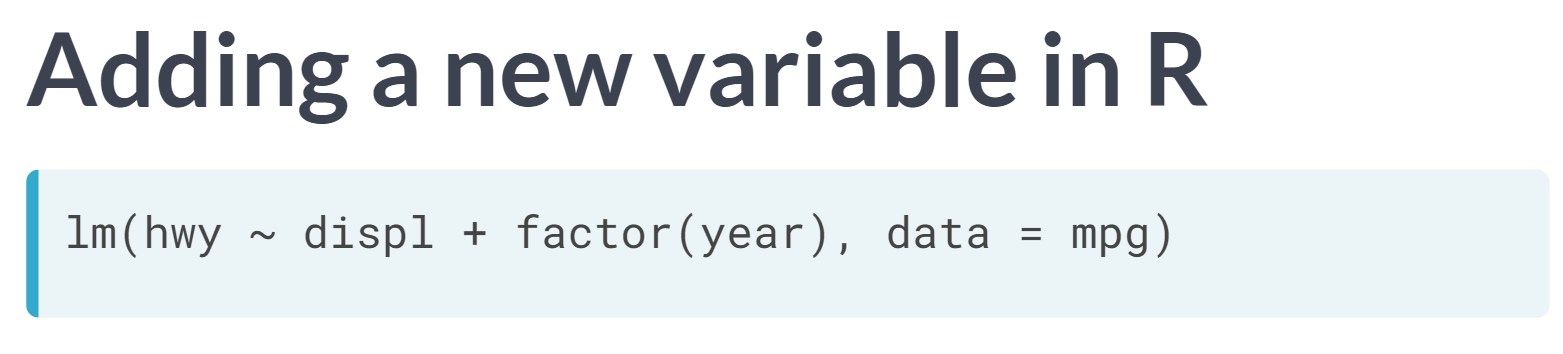 Adding a new variable in R
lm(hwy ~ displ + factor(year), data = mpg)